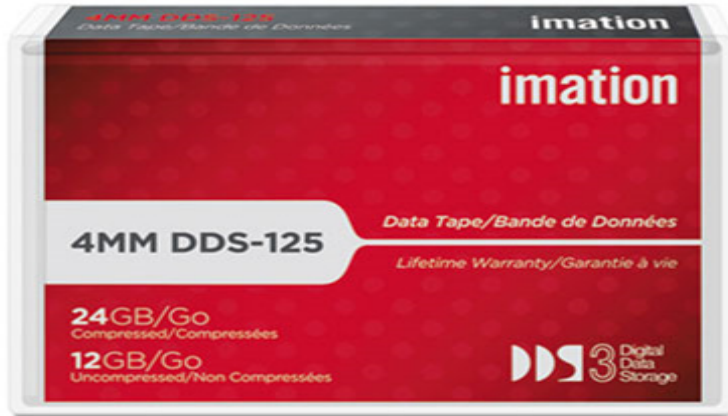 4MM DDS-125
Data Tape/Bande de Données
imation
imation
Data Tape/Bande de Données
4MM DDS-125
Lifetime Warranty/Garantie à vie
24GB/Go
Compressed/Compressées
12GB/Go
Uncompressed/Non Compressées
DDS 3 Digital
Data
Storage